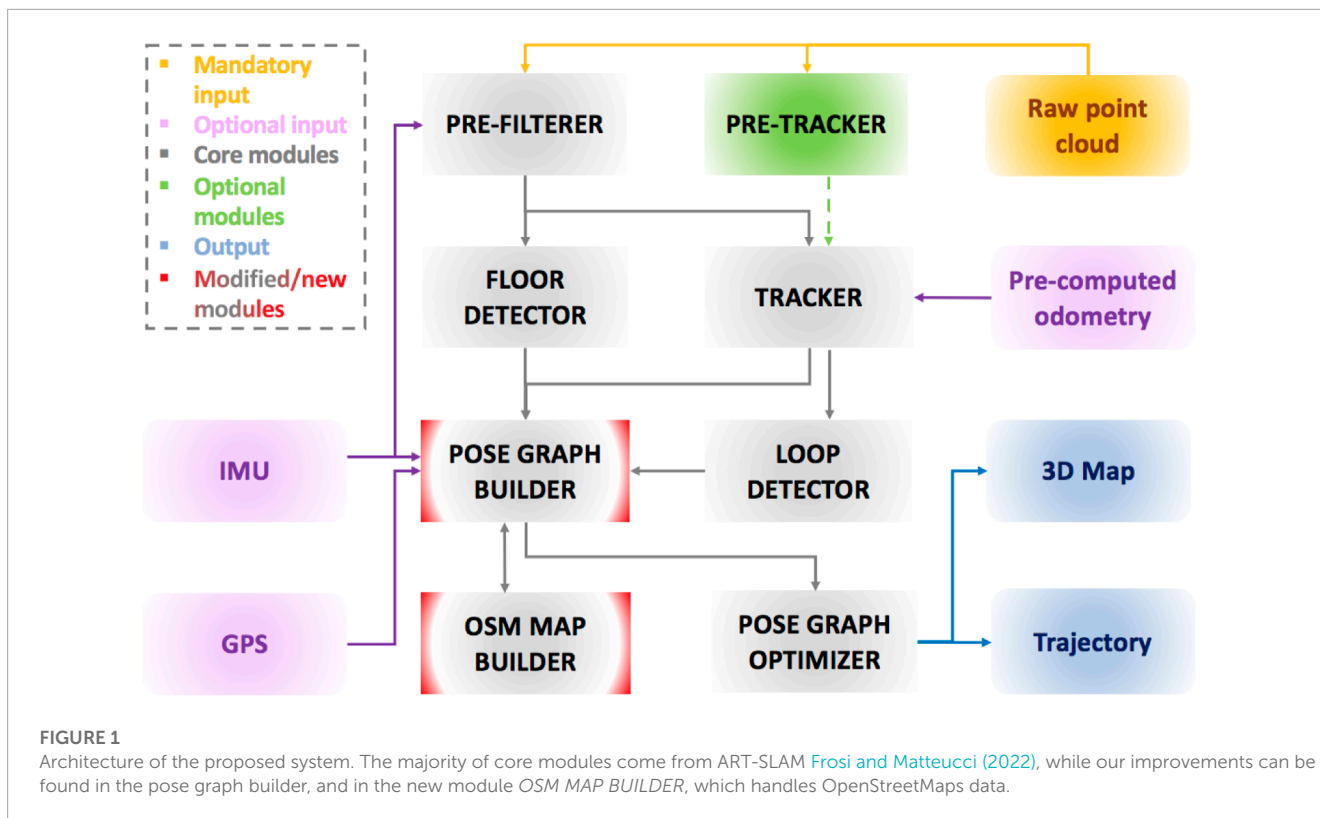 Mandatory
input
Optional input
Core modules
Optional
modules
Output
Modified/new
modules
PRE-FILTERER
PRE-TRACKER
Raw point
cloud
FLOOR
DETECTOR
TRACKER
Pre-computed
odometry
IMU
POSE GRAPH
BUILDER
LOOP
DETECTOR
3D Map
GPS
OSM MAP
BUILDER
POSE GRAPH
OPTIMIZER
Trajectory
FIGURE 1
Architecture of the proposed system. The majority of core modules come from ART-SLAM Frosi and Matteucci (2022), while our improvements can be
found in the pose graph builder, and in the new module OSM MAP BUILDER, which handles OpenStreetMaps data.